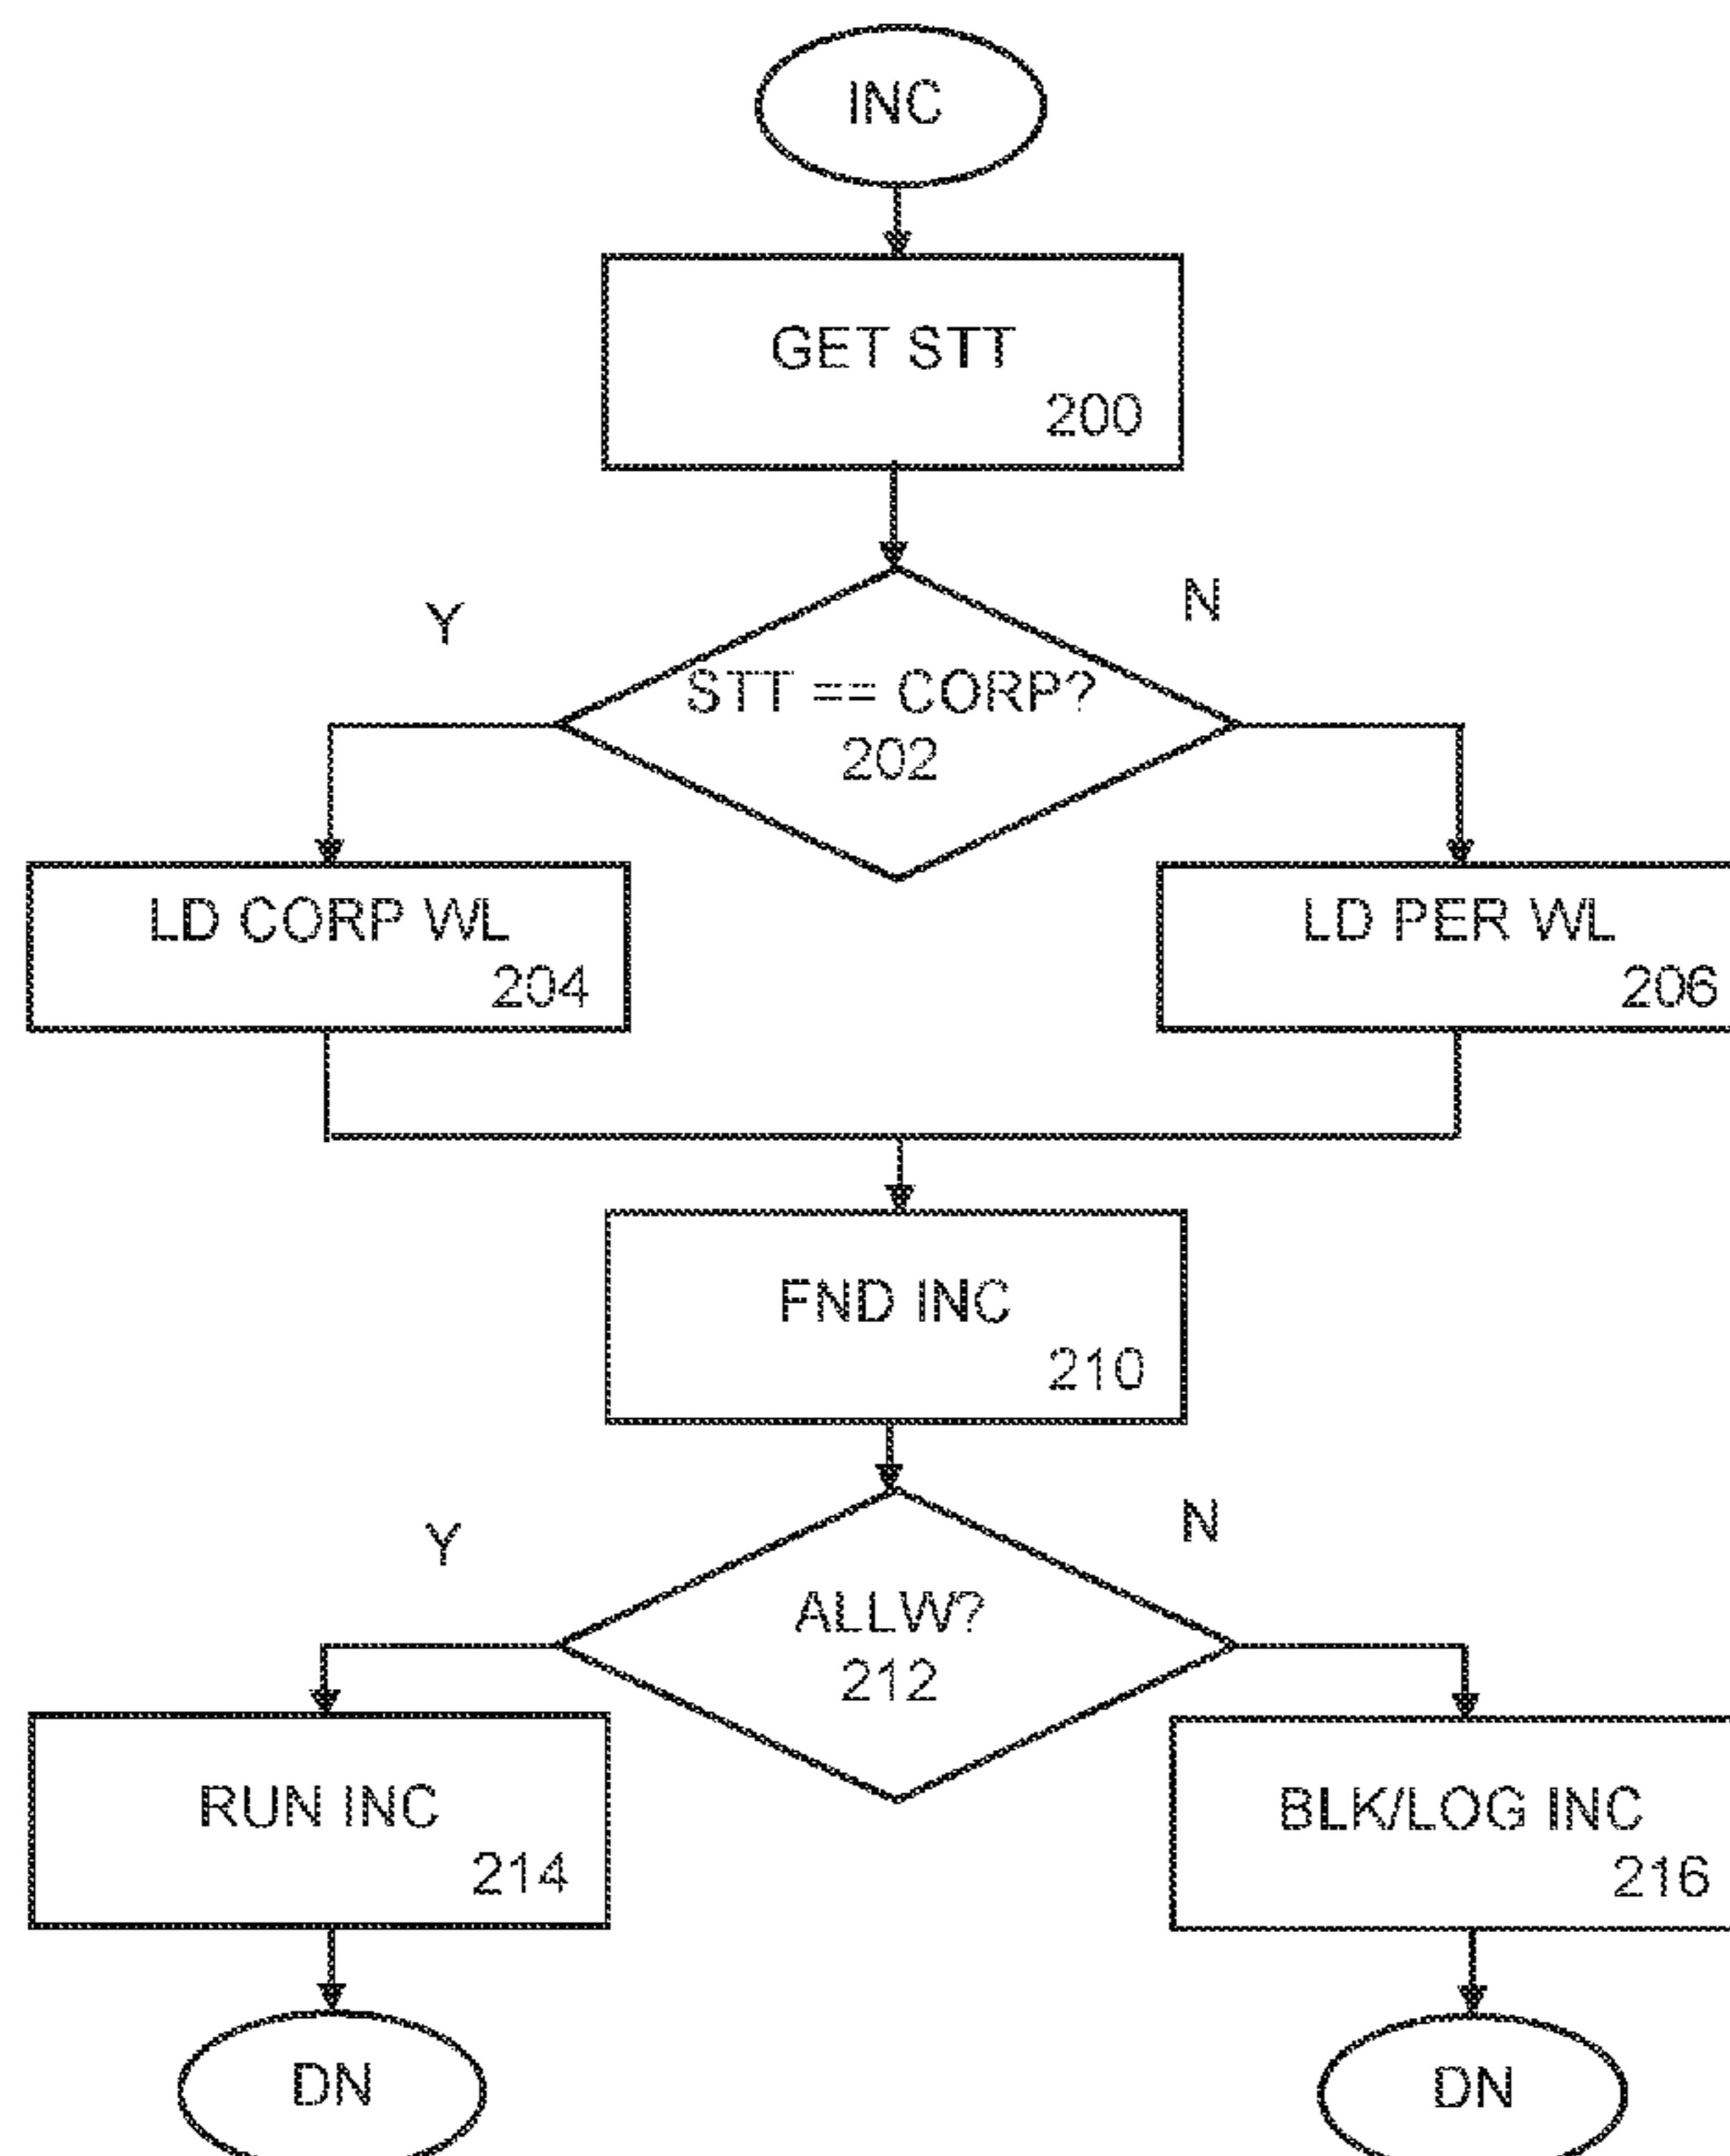 INC
GET STT
200
Y
N
STT == CORP?
202
LD CORP WL
204
LD PER WL
206
FND INC
210
Y
N
ALLW?
212
RUN INC
214
BLK/LOG INC
216
DN
DN